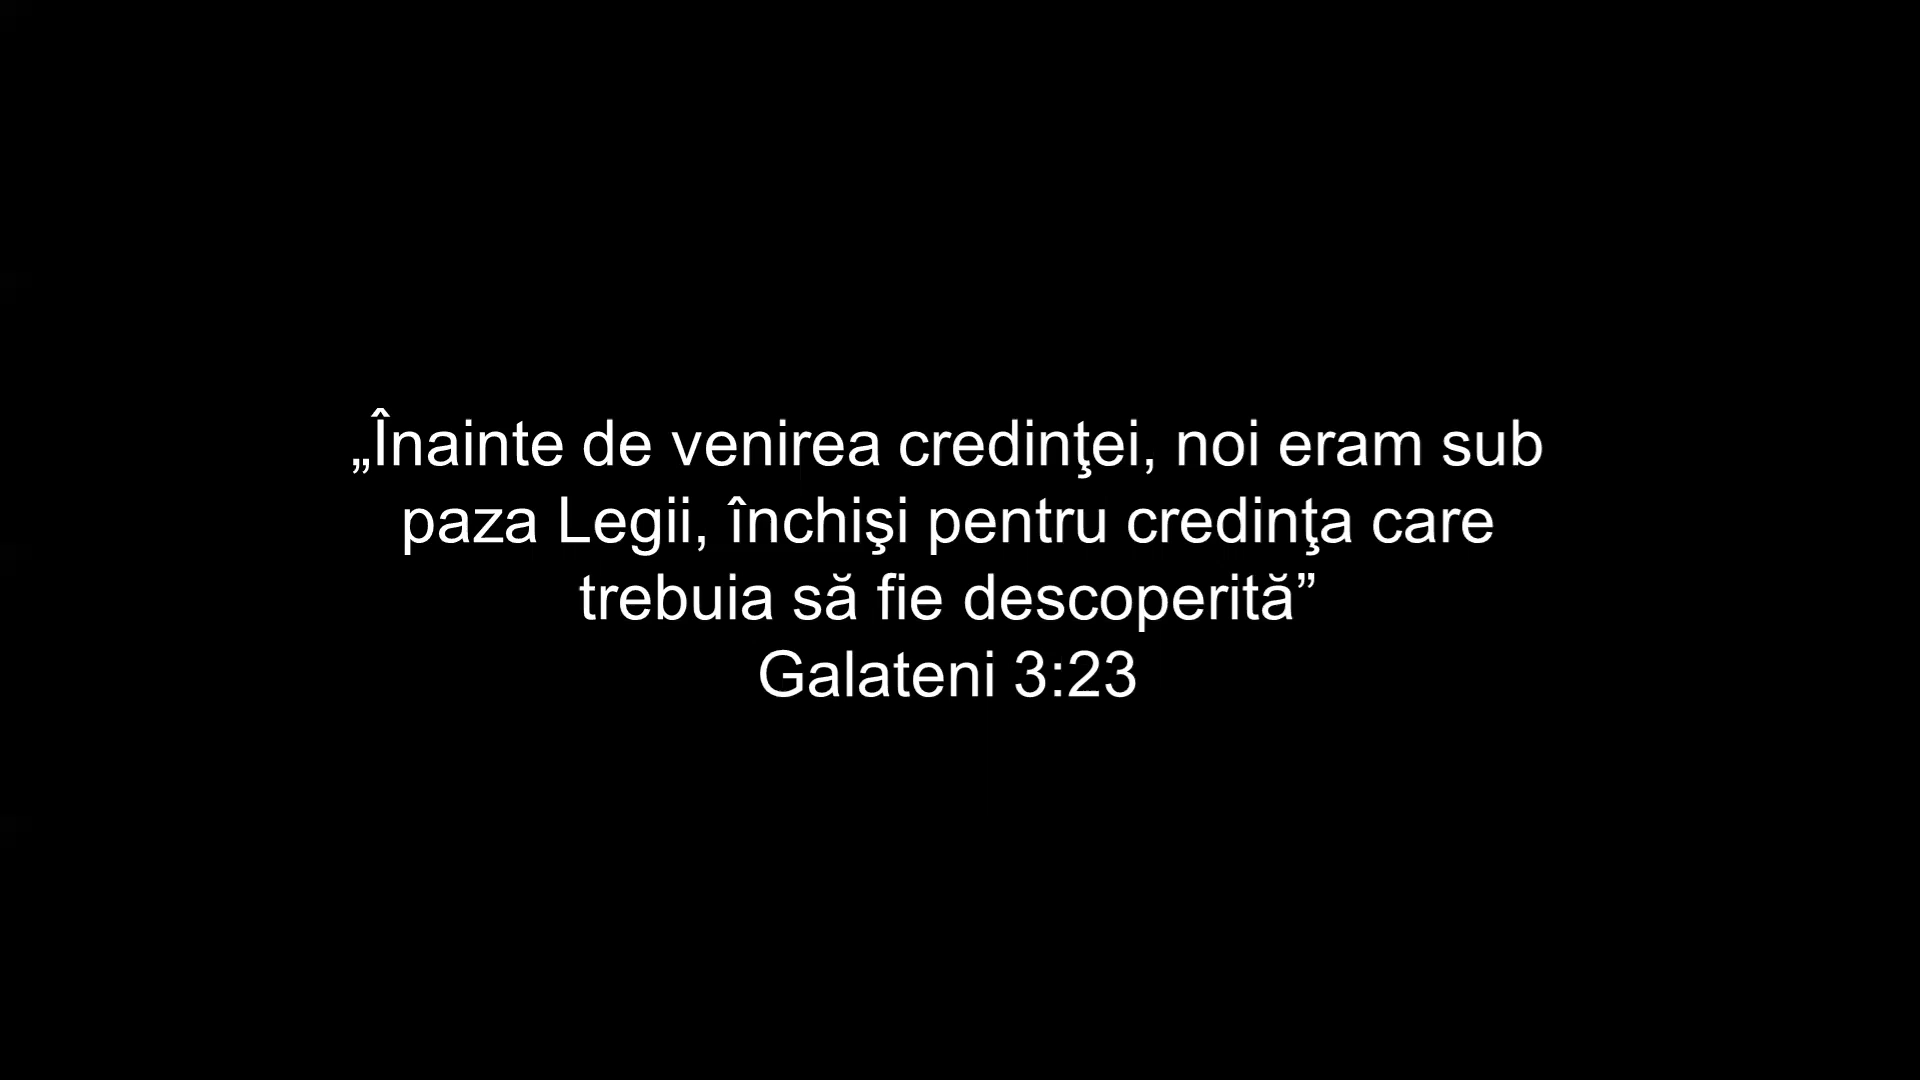 „Înainte de venirea credinţei, noi eram sub
paza Legii, închişi pentru credinţa care
trebuia să fie descoperită”
Galateni 3:23